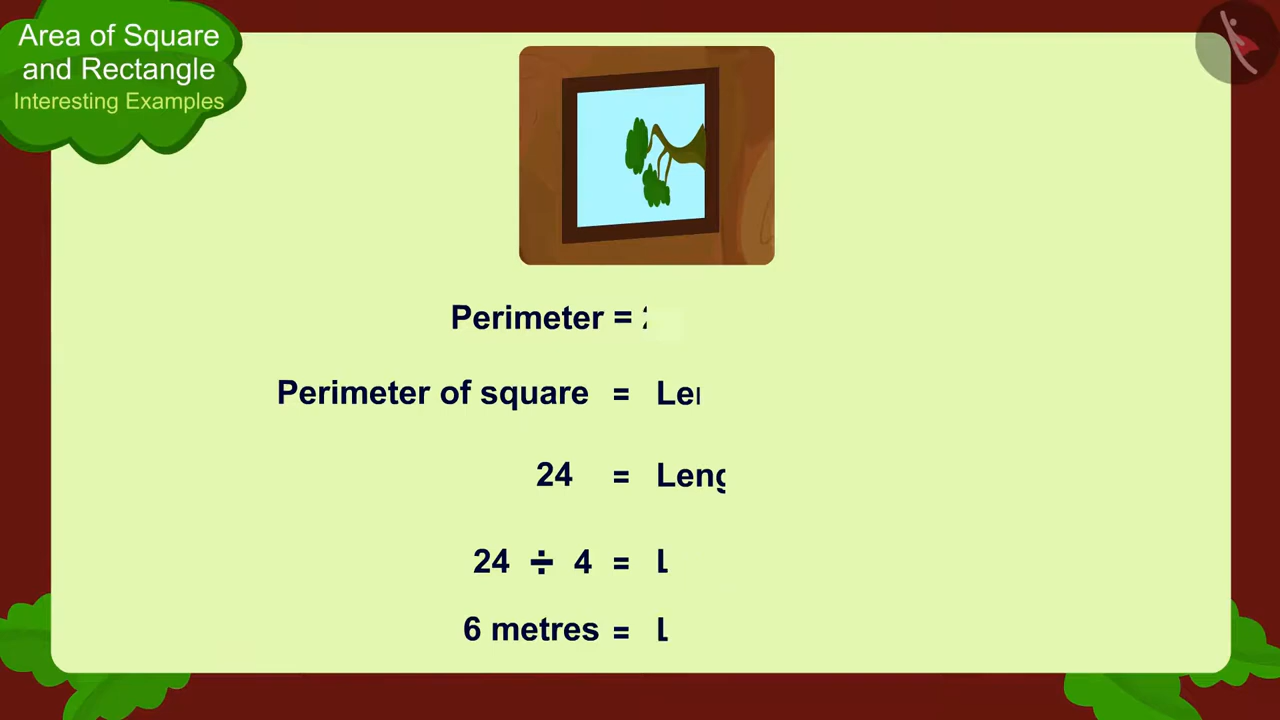 Area of Square
and Rectangle
Interesting Examples
Perimeter =
Perimeter of square =
24 =
24 ÷ 4 =
6 metres =